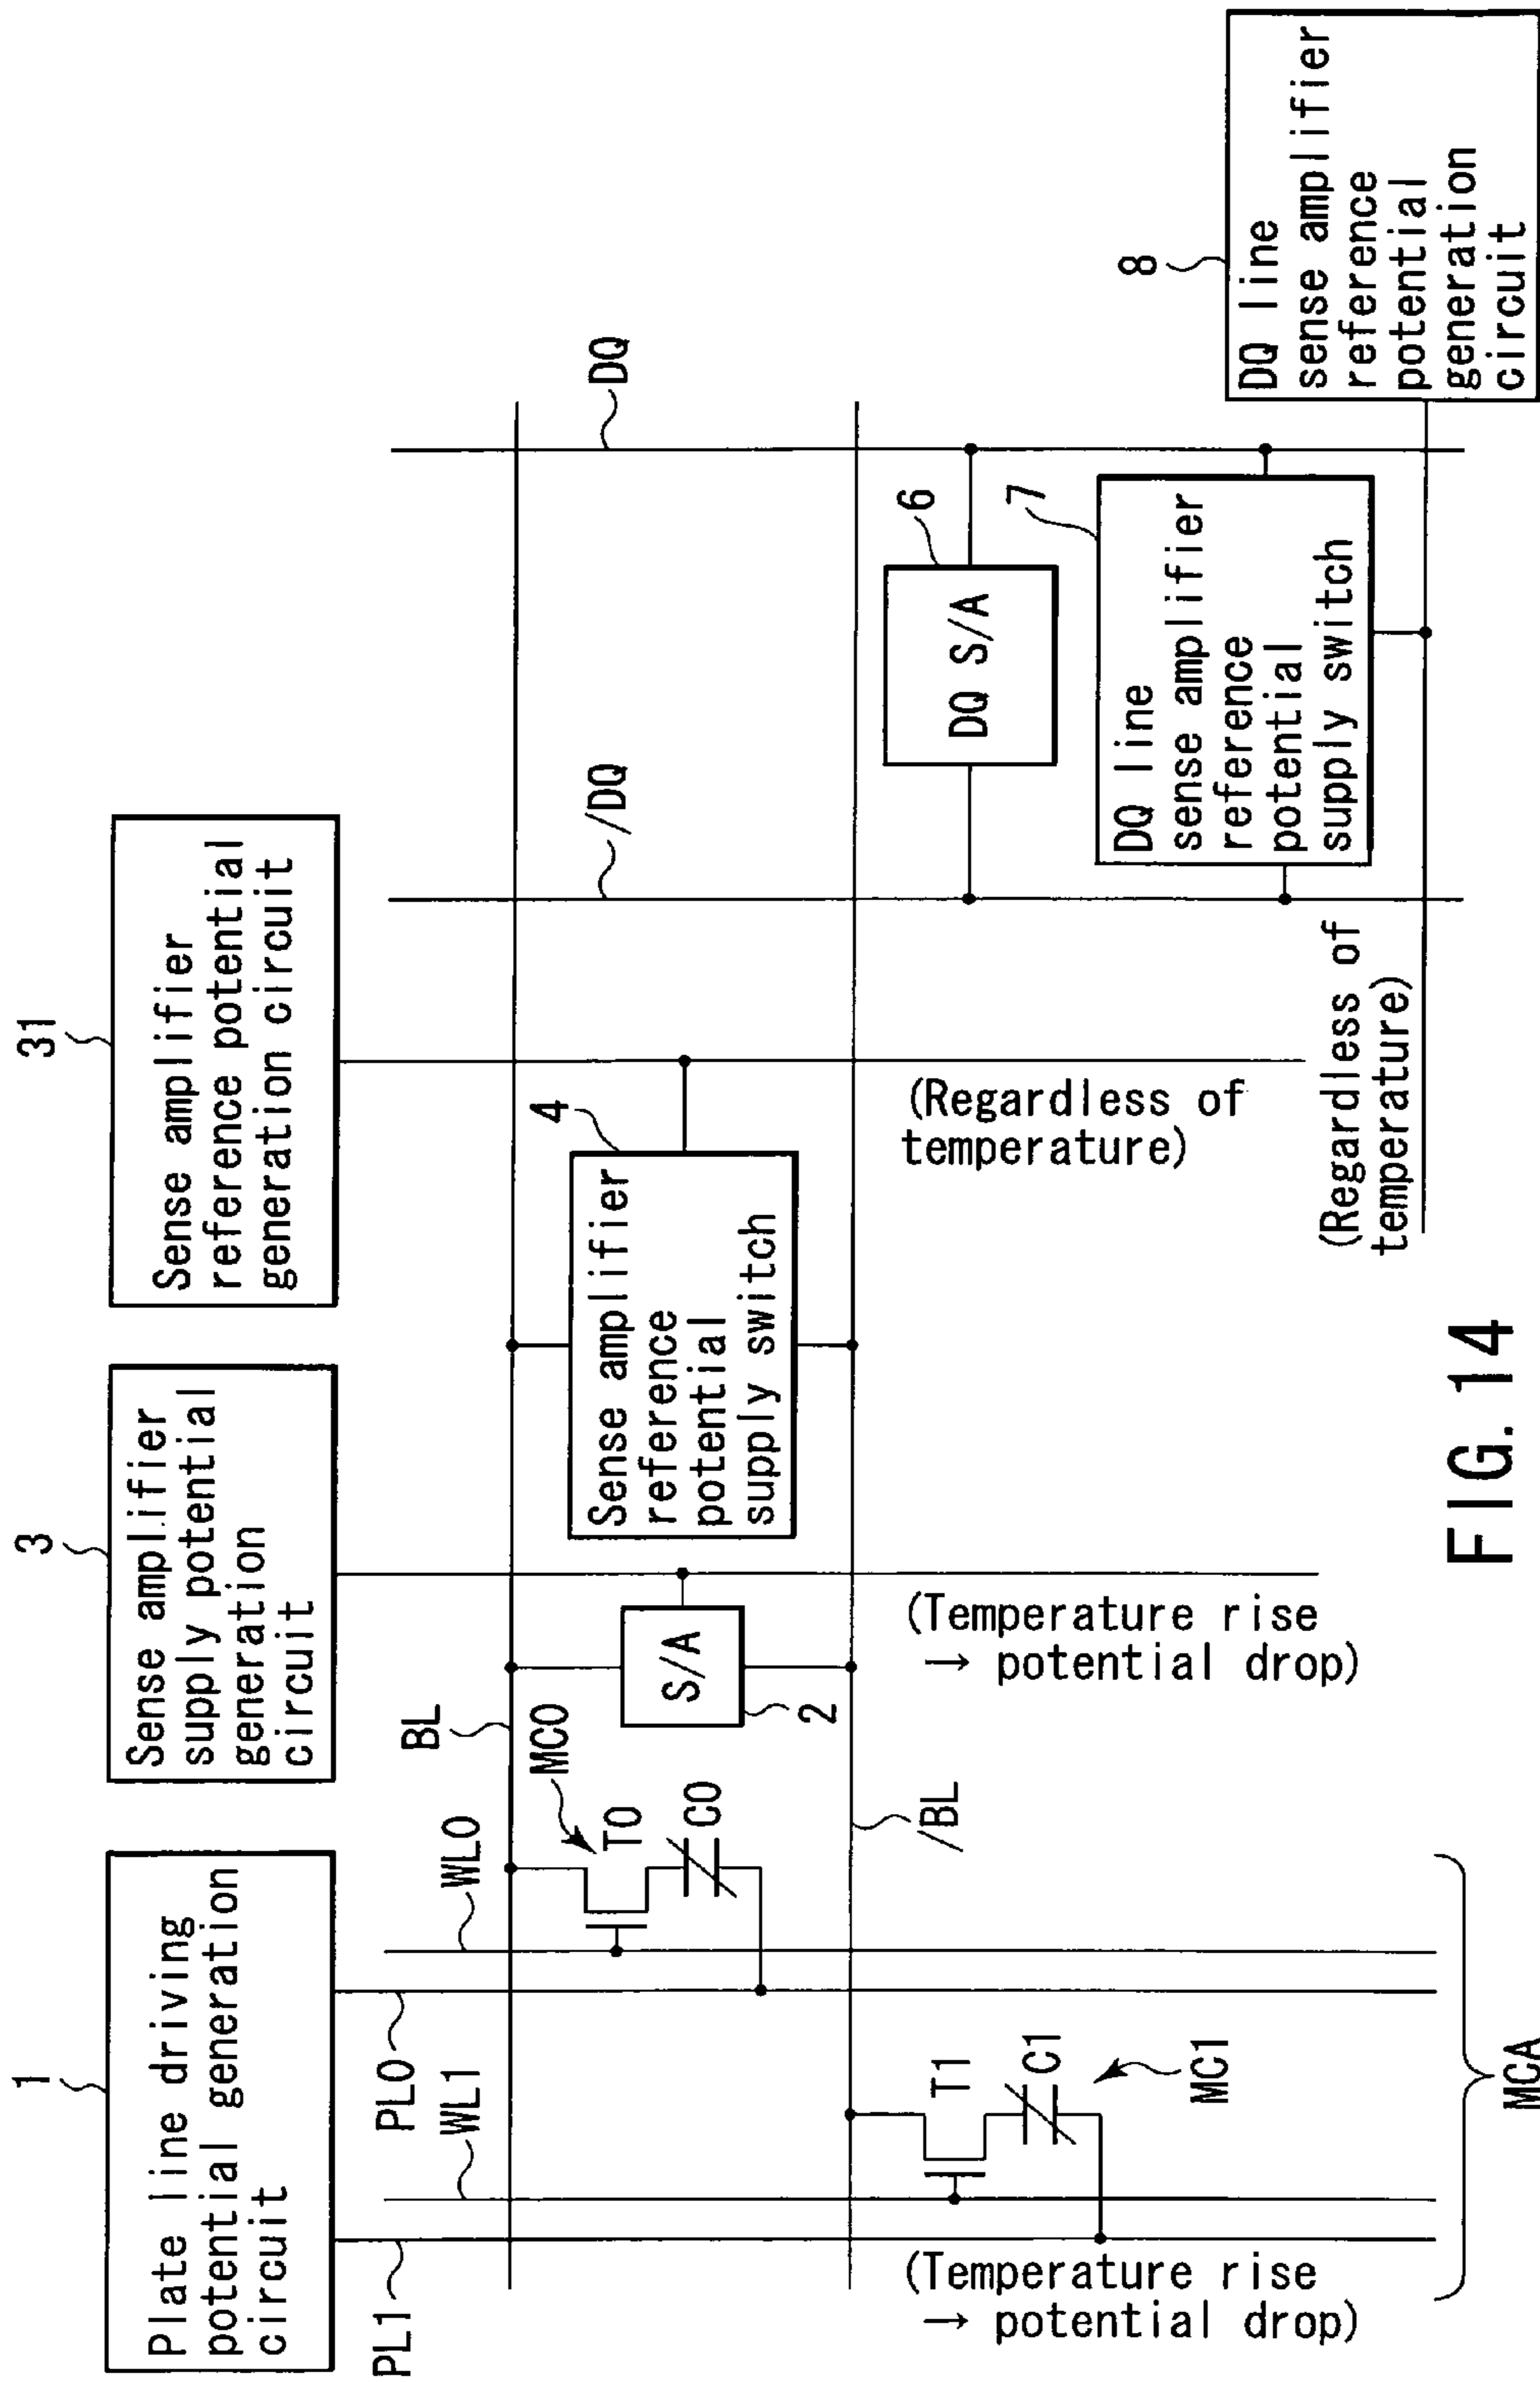 1
Plate line driving
potential generation
circuit
3
Sense amplifier
supply potential
generation
circuit
31
Sense amplifier
reference potential
generation circuit
PL1
PL0
WL1
WL0
BL
MC0
T0
C0
S/A
2
4
Sense amplifier
reference
potential
supply switch
/DQ
DQ
/BL
T1
C1
MC1
(Temperature rise
→ potential drop)
(Temperature rise
→ potential drop)
(Regardless of
temperature)
6
DQ S/A
7
DQ line
sense amplifier
reference
potential
supply switch
8
DQ line
sense amplifier
reference
potential
generation
circuit
(Regardless of
temperature)
MCA
FIG. 14